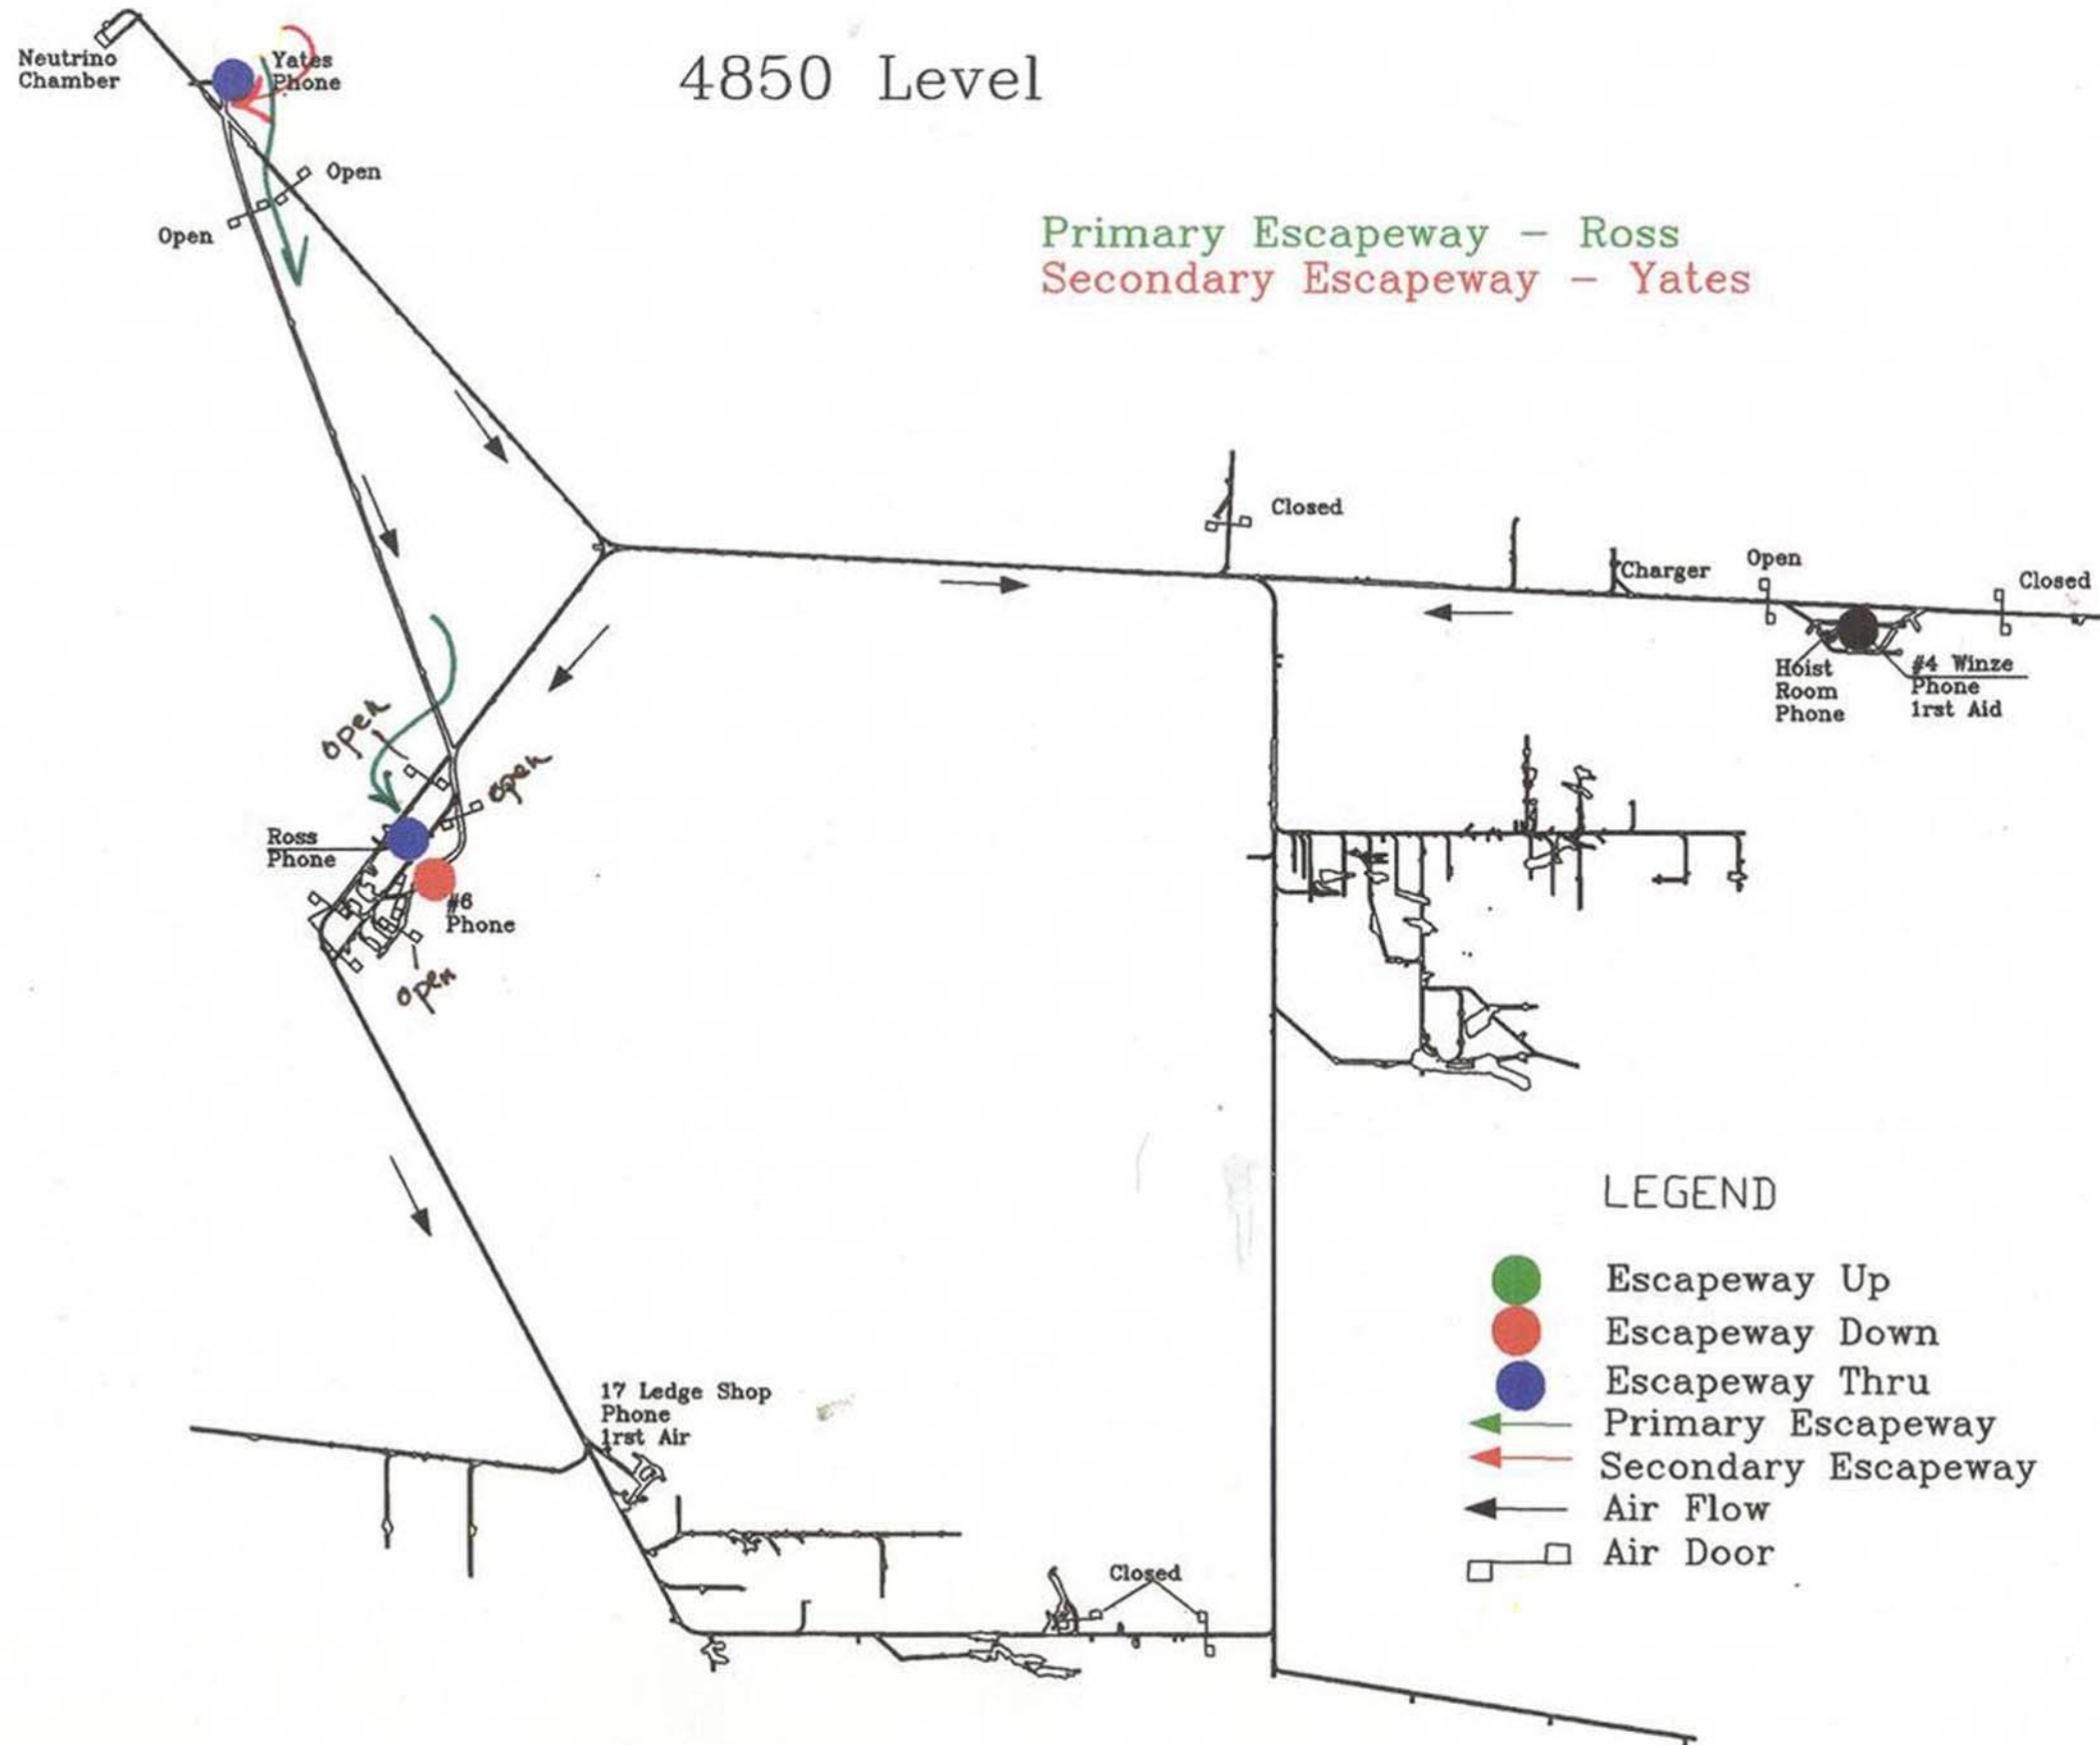 4850 Level
Neutrino
Chamber
Yates
Phone
Open
Open
Primary Escapeway – Ross
Secondary Escapeway – Yates
Closed
Charger
Open
Closed
Hoist
Room
Phone
#4 Winze
Phone
1rst Aid
open
open
Ross
Phone
#6
Phone
open
17 Ledge Shop
Phone
1rst Air
Closed
LEGEND
Escapeway Up
Escapeway Down
Escapeway Thru
Primary Escapeway
Secondary Escapeway
Air Flow
Air Door